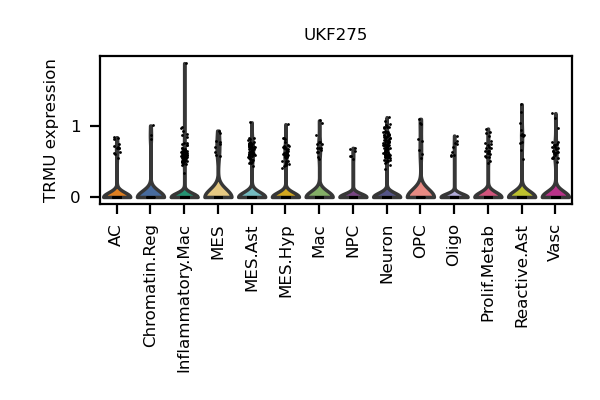 UKF275
TRMU expression
1
0
AC
Chromatin.Reg
Inflammatory.Mac
MES
MES.Ast
MES.Hyp
Mac
NPC
Neuron
OPC
Oligo
Prolif.Metab
Reactive.Ast
Vasc